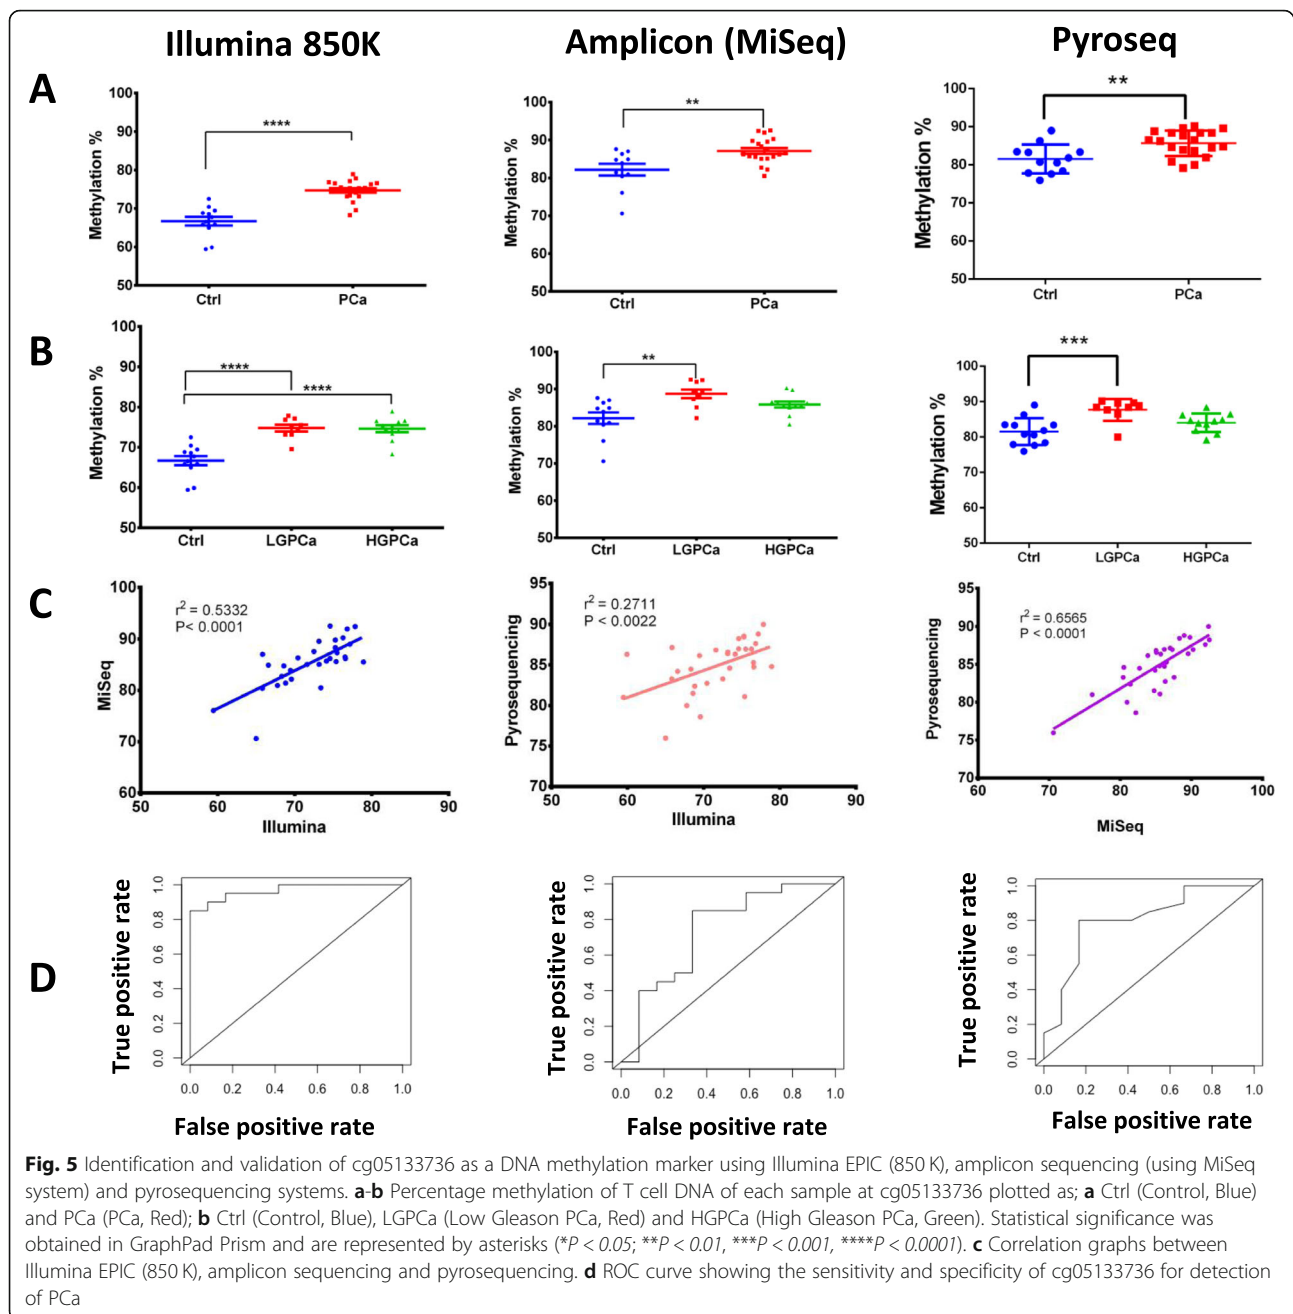 Illumina 850K
Amplicon (MiSeq)
Pyroseq
A
100
90
80
70
60
50
Methylation %
****
Ctrl
PCa
100
90
80
70
60
50
Methylation %
**
Ctrl
PCa
100
90
80
70
60
50
Methylation %
**
Ctrl
PCa
B
100
90
80
70
60
50
Methylation %
****
****
Ctrl
LGPCa
HGPCa
100
90
80
70
60
50
Methylation %
**
Ctrl
LGPCa
HGPCa
100
90
80
70
60
50
Methylation %
***
Ctrl
LGPCa
HGPCa
C
100
90
80
70
60
MiSeq
r² = 0.5332
P< 0.0001
50
60
70
80
90
Illumina
95
90
85
80
75
70
Pyrosequencing
r² = 0.2711
P < 0.0022
50
60
70
80
90
Illumina
95
90
85
80
75
70
Pyrosequencing
r² = 0.6565
P < 0.0001
60
70
80
90
100
MiSeq
D
True positive rate
0.0 0.2 0.4 0.6 0.8 1.0
0.0 0.2 0.4 0.6 0.8 1.0
False positive rate
True positive rate
0.0 0.2 0.4 0.6 0.8 1.0
0.0 0.2 0.4 0.6 0.8 1.0
False positive rate
True positive rate
0.0 0.2 0.4 0.6 0.8 1.0
0.0 0.2 0.4 0.6 0.8 1.0
False positive rate
Fig. 5 Identification and validation of cg05133736 as a DNA methylation marker using Illumina EPIC (850 K), amplicon sequencing (using MiSeq
system) and pyrosequencing systems. a-b Percentage methylation of T cell DNA of each sample at cg05133736 plotted as; a Ctrl (Control, Blue)
and PCa (PCa, Red); b Ctrl (Control, Blue), LGPCa (Low Gleason PCa, Red) and HGPCa (High Gleason PCa, Green). Statistical significance was
obtained in GraphPad Prism and are represented by asterisks (*P < 0.05; **P < 0.01, ***P < 0.001, ****P < 0.0001). c Correlation graphs between
Illumina EPIC (850 K), amplicon sequencing and pyrosequencing. d ROC curve showing the sensitivity and specificity of cg05133736 for detection
of PCa